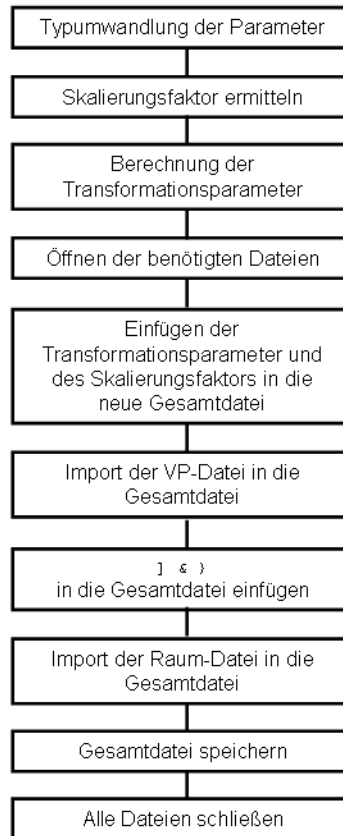 Typumwandlung der Parameter
Skalierungsfaktor ermitteln
Berechnung der
Transformationsparameter
Öffnen der benötigten Dateien
Einfügen der
Transformationsparameter und
des Skalierungsfaktors in die
neue Gesamtdatei
Import der VP-Datei in die
Gesamtdatei
] & }
in die Gesamtdatei einfügen
Import der Raum-Datei in die
Gesamtdatei
Gesamtdatei speichern
Alle Dateien schließen